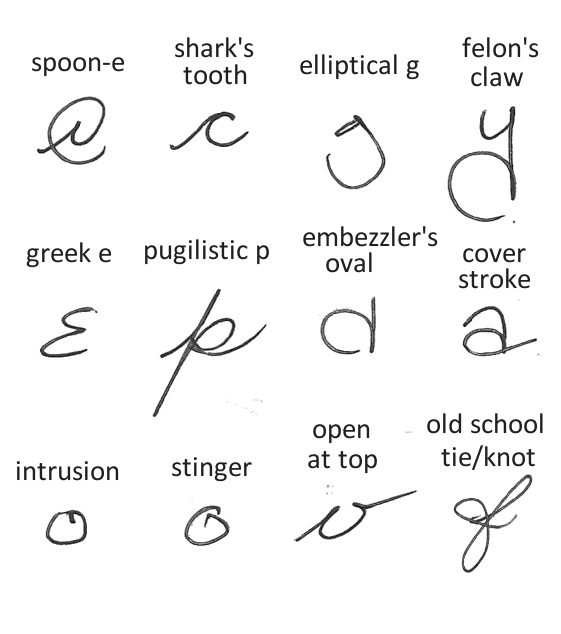 spoon-e
shark's
tooth
elliptical g
felon's
claw
e
c
g
y
greek e
pugilistic p
embezzler's
oval
cover
stroke
ε
p
d
a
intrusion
stinger
open
at top
old school
tie/knot
o
o
o